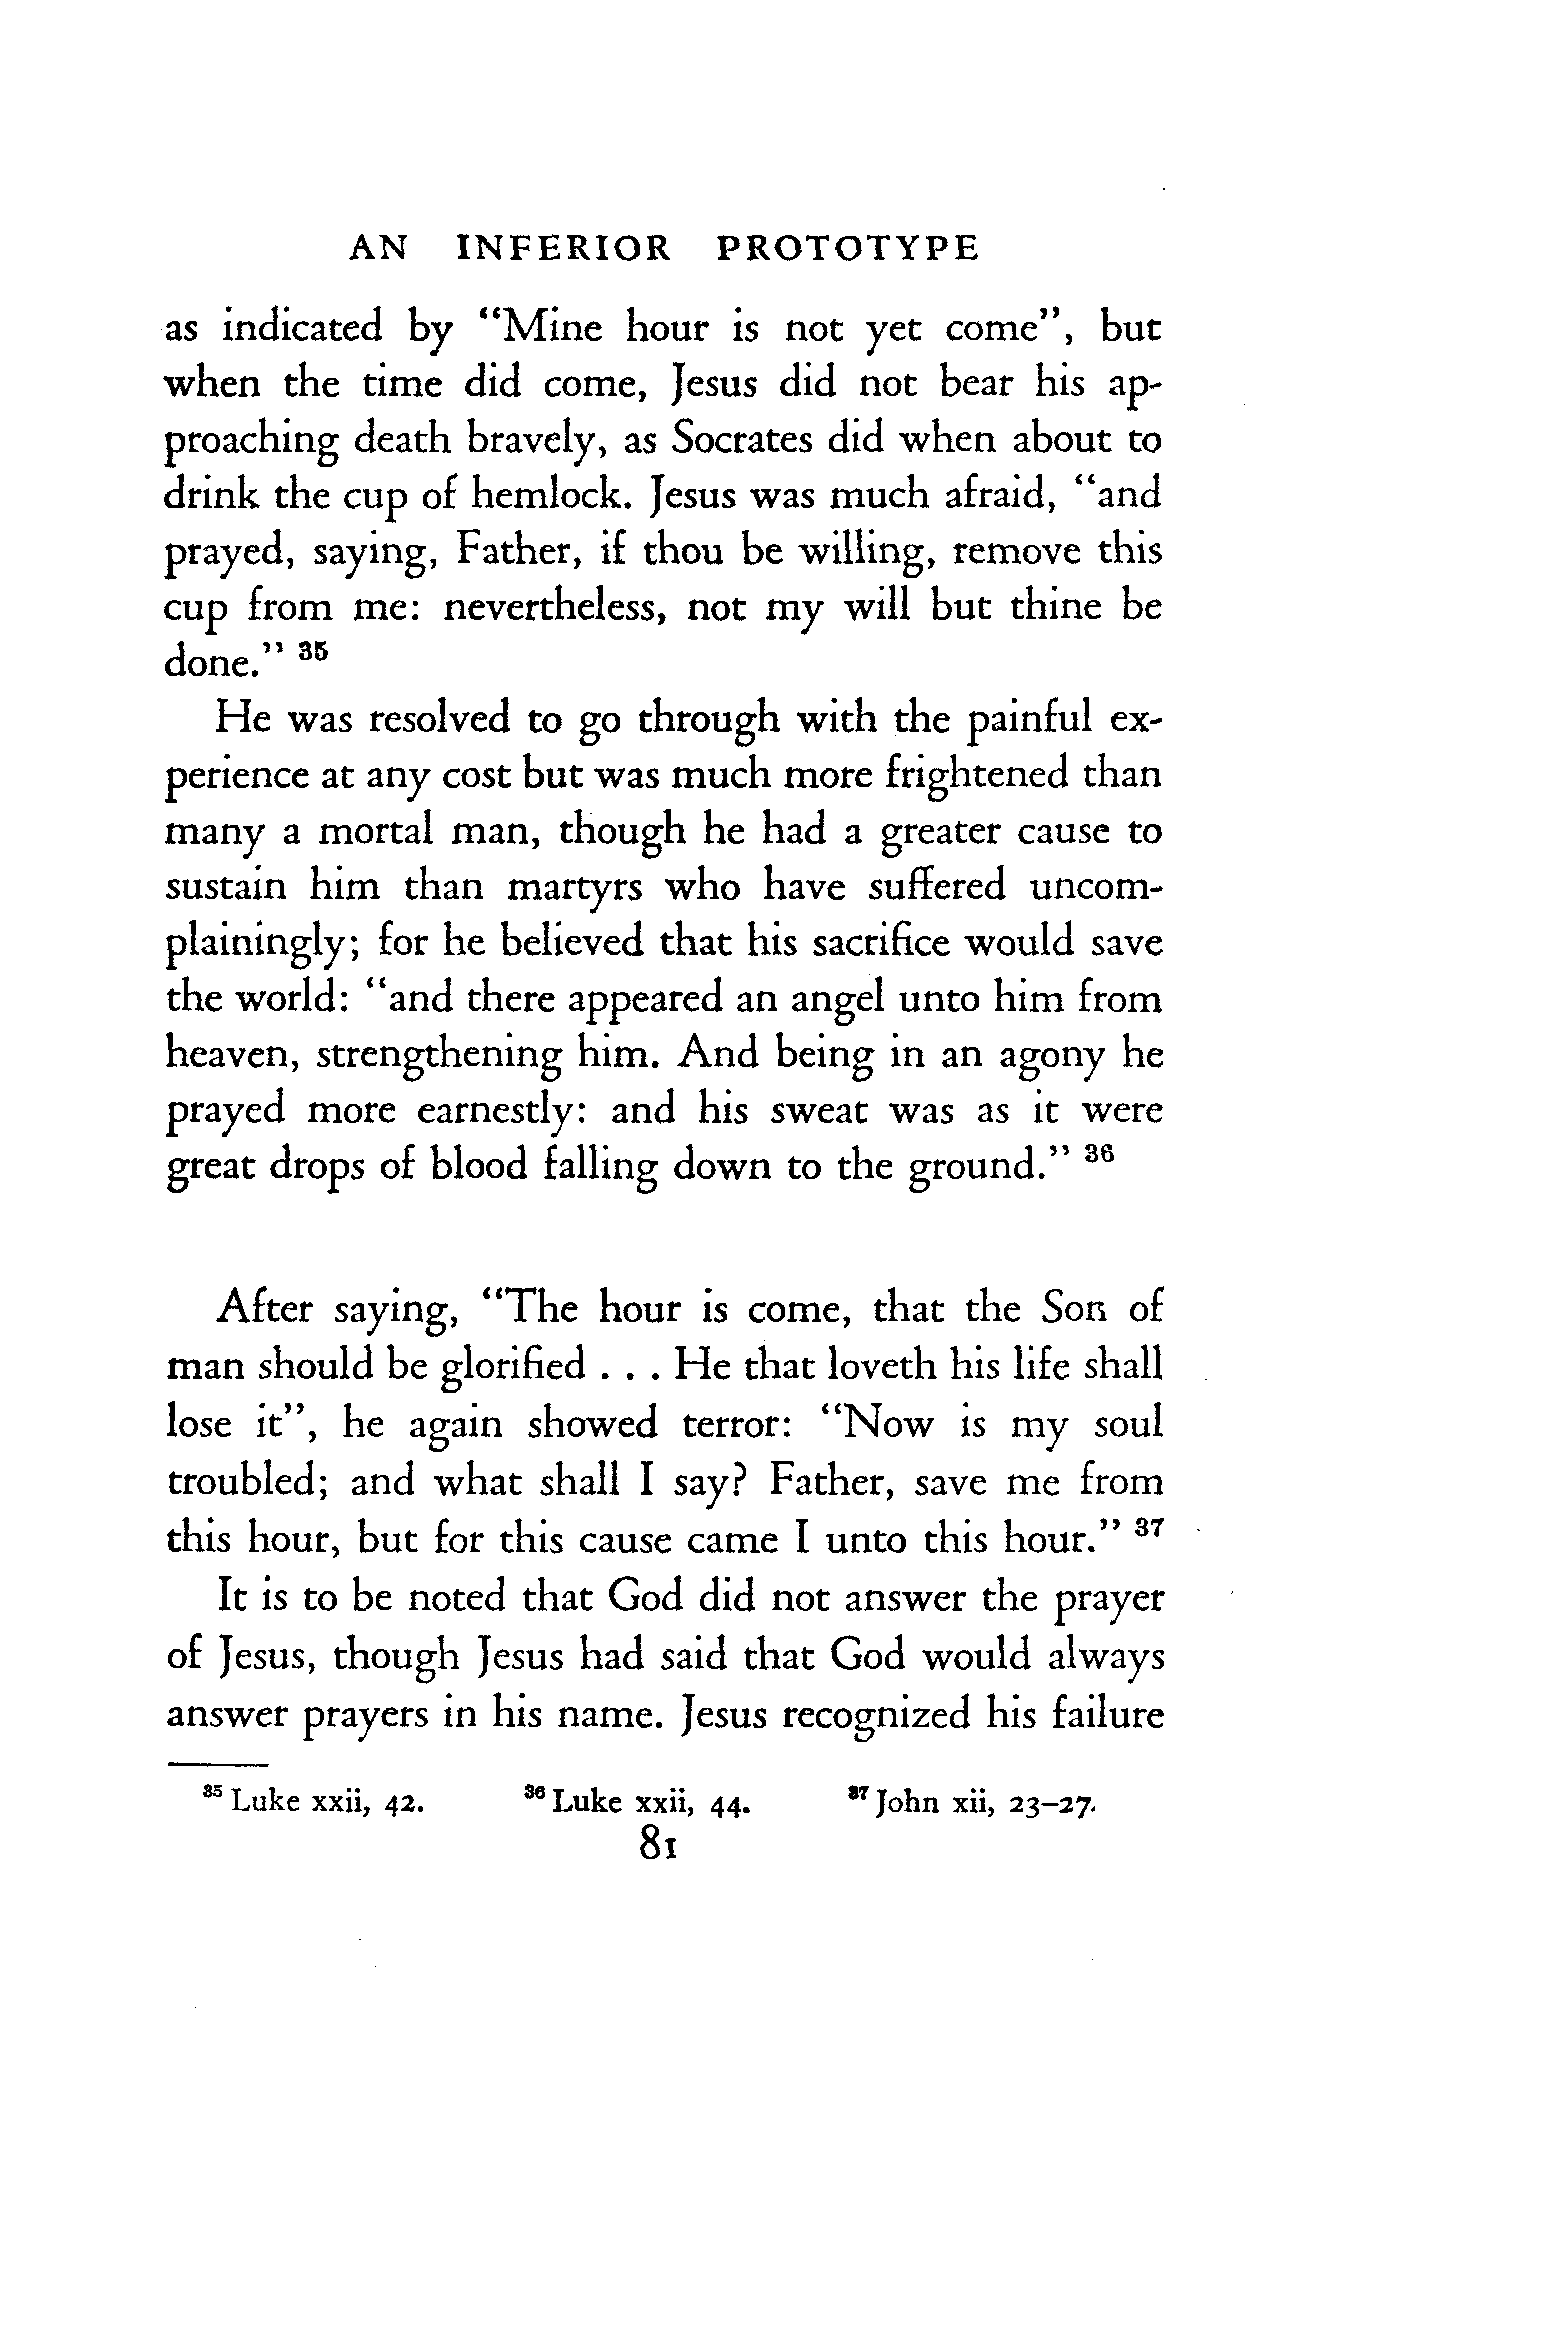 AN INFERIOR PROTOTYPE
as indicated by “Mine hour is not yet come”, but
when the time did come, Jesus did not bear his ap-
proaching death bravely, as Socrates did when about to
drink the cup of hemlock. Jesus was much afraid, “and
prayed, saying, Father, if thou be willing, remove this
cup from me: nevertheless, not my will but thine be
done.” 35
He was resolved to go through with the painful ex-
perience at any cost but was much more frightened than
many a mortal man, though he had a greater cause to
sustain him than martyrs who have suffered uncom-
plainingly; for he believed that his sacrifice would save
the world: “and there appeared an angel unto him from
heaven, strengthening him. And being in an agony he
prayed more earnestly: and his sweat was as it were
great drops of blood falling down to the ground.” 36
After saying, “The hour is come, that the Son of
man should be glorified . . . He that loveth his life shall
lose it”, he again showed terror: “Now is my soul
troubled; and what shall I say? Father, save me from
this hour, but for this cause came I unto this hour.” 37
It is to be noted that God did not answer the prayer
of Jesus, though Jesus had said that God would always
answer prayers in his name. Jesus recognized his failure
35 Luke xxii, 42. 36 Luke xxii, 44. 37 John xii, 23–27.
81